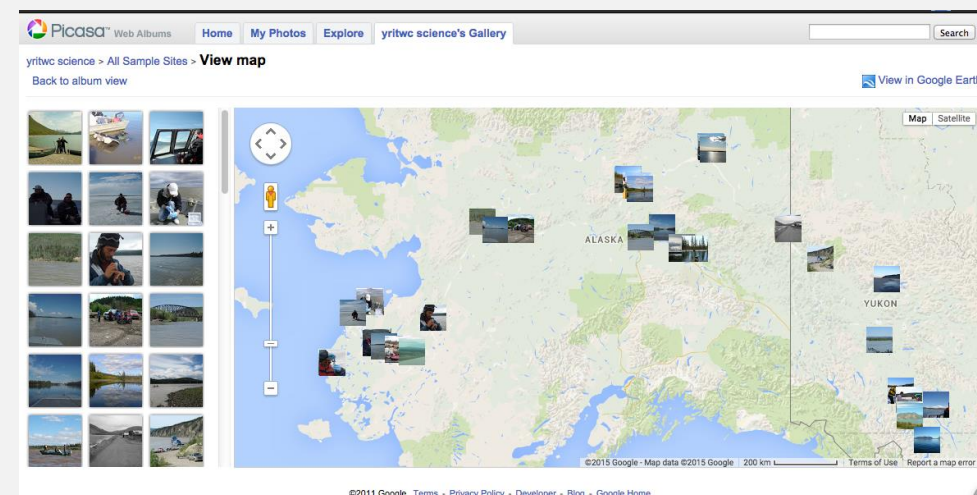 Picasa™ Web Albums Home My Photos Explore yritwc science's Gallery Search
yritwc science > All Sample Sites > View map
Back to album view View in Google Earth
Map Satellite
ALASKA
YUKON
©2015 Google - Map data ©2015 Google 200 km Terms of Use Report a map error
©2011 Google Terms - Privacy Policy - Developer - Blog - Google Home